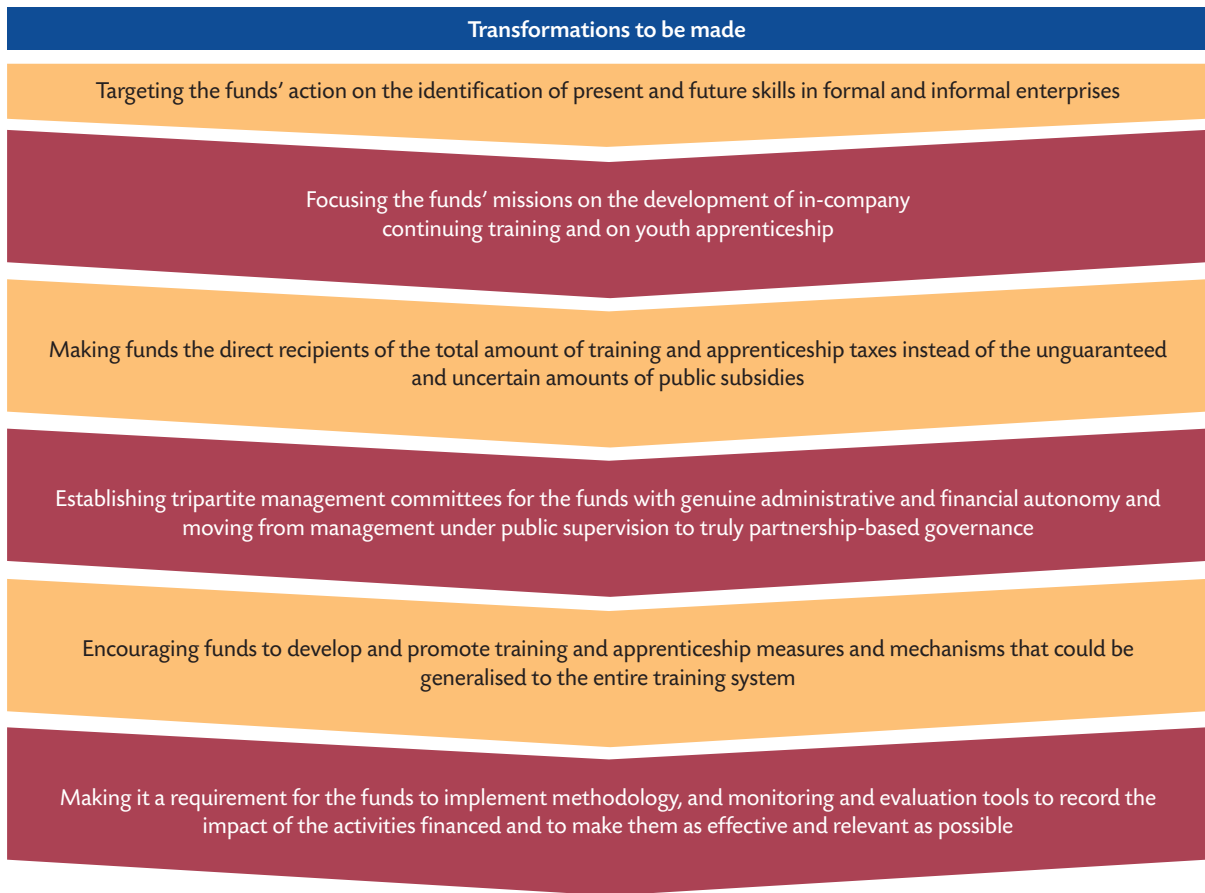 Transformations to be made
Targeting the funds’ action on the identification of present and future skills in formal and informal enterprises
Focusing the funds’ missions on the development of in-company
continuing training and on youth apprenticeship
Making funds the direct recipients of the total amount of training and apprenticeship taxes instead of the unguaranteed
and uncertain amounts of public subsidies
Establishing tripartite management committees for the funds with genuine administrative and financial autonomy and
moving from management under public supervision to truly partnership-based governance
Encouraging funds to develop and promote training and apprenticeship measures and mechanisms that could be
generalised to the entire training system
Making it a requirement for the funds to implement methodology, and monitoring and evaluation tools to record the
impact of the activities financed and to make them as effective and relevant as possible